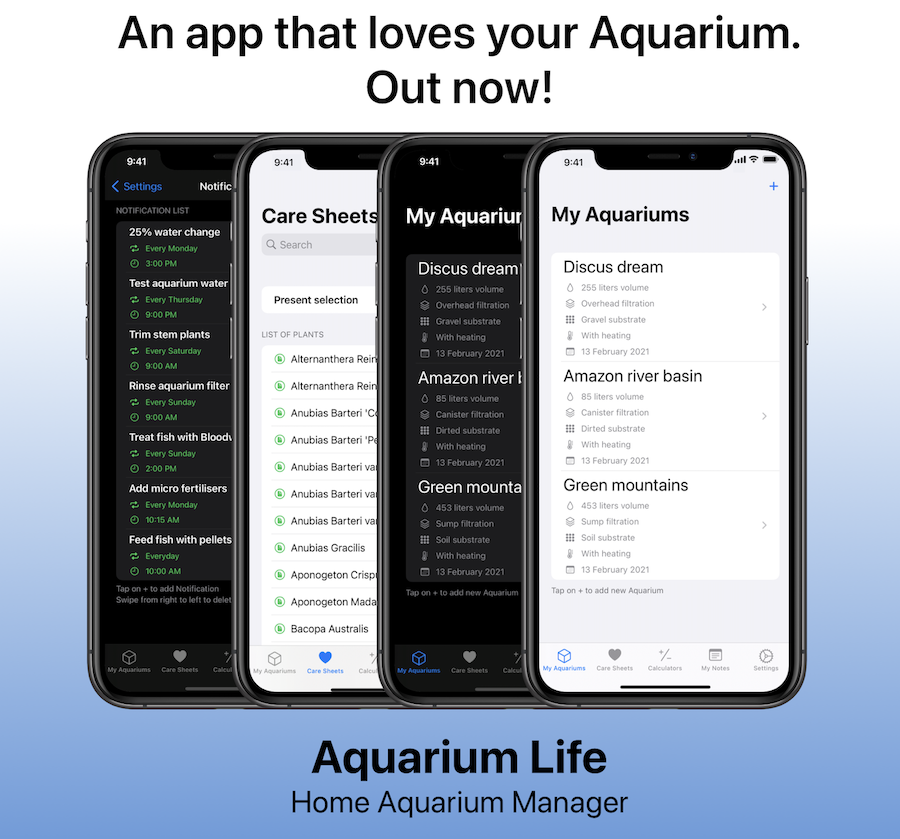 An app that loves your Aquarium.
Out now!
9:41
Settings
Notific
NOTIFICATION LIST
25% water change
Every Monday
3:00 PM
Test aquarium water
Every Thursday
9:00 PM
Trim stem plants
Every Saturday
9:00 AM
Rinse aquarium filter
Every Sunday
9:00 AM
Treat fish with Bloodw
Every Sunday
2:00 PM
Add micro fertilisers
Every Monday
10:15 AM
Feed fish with pellets
Everyday
10:00 AM
Tap on + to add Notification
Swipe from right to left to delet
My Aquariums
Care Sheets
Calcul
9:41
Care Sheets
Search
Present selection
LIST OF PLANTS
Alternanthera Rein
Alternanthera Rein
Anubias Barteri 'Co
Anubias Barteri 'Pe
Anubias Barteri var
Anubias Barteri var
Anubias Barteri var
Anubias Gracilis
Aponogeton Crispu
Aponogeton Mada
Bacopa Australis
My Aquariums
Care Sheets
Calcul
9:41
My Aquariun
Discus dream
255 liters volume
Overhead filtration
Gravel substrate
With heating
13 February 2021
Amazon river b
85 liters volume
Canister filtration
Dirted substrate
With heating
13 February 2021
Green mounta
453 liters volume
Sump filtration
Soil substrate
With heating
13 February 2021
Tap on + to add new Aquarium
My Aquariums
Care Sheets
Calcul
9:41
+
My Aquariums
Discus dream
255 liters volume
Overhead filtration
Gravel substrate
With heating
13 February 2021
Amazon river basin
85 liters volume
Canister filtration
Dirted substrate
With heating
13 February 2021
Green mountains
453 liters volume
Sump filtration
Soil substrate
With heating
13 February 2021
Tap on + to add new Aquarium
My Aquariums
Care Sheets
Calculators
My Notes
Settings
Aquarium Life
Home Aquarium Manager